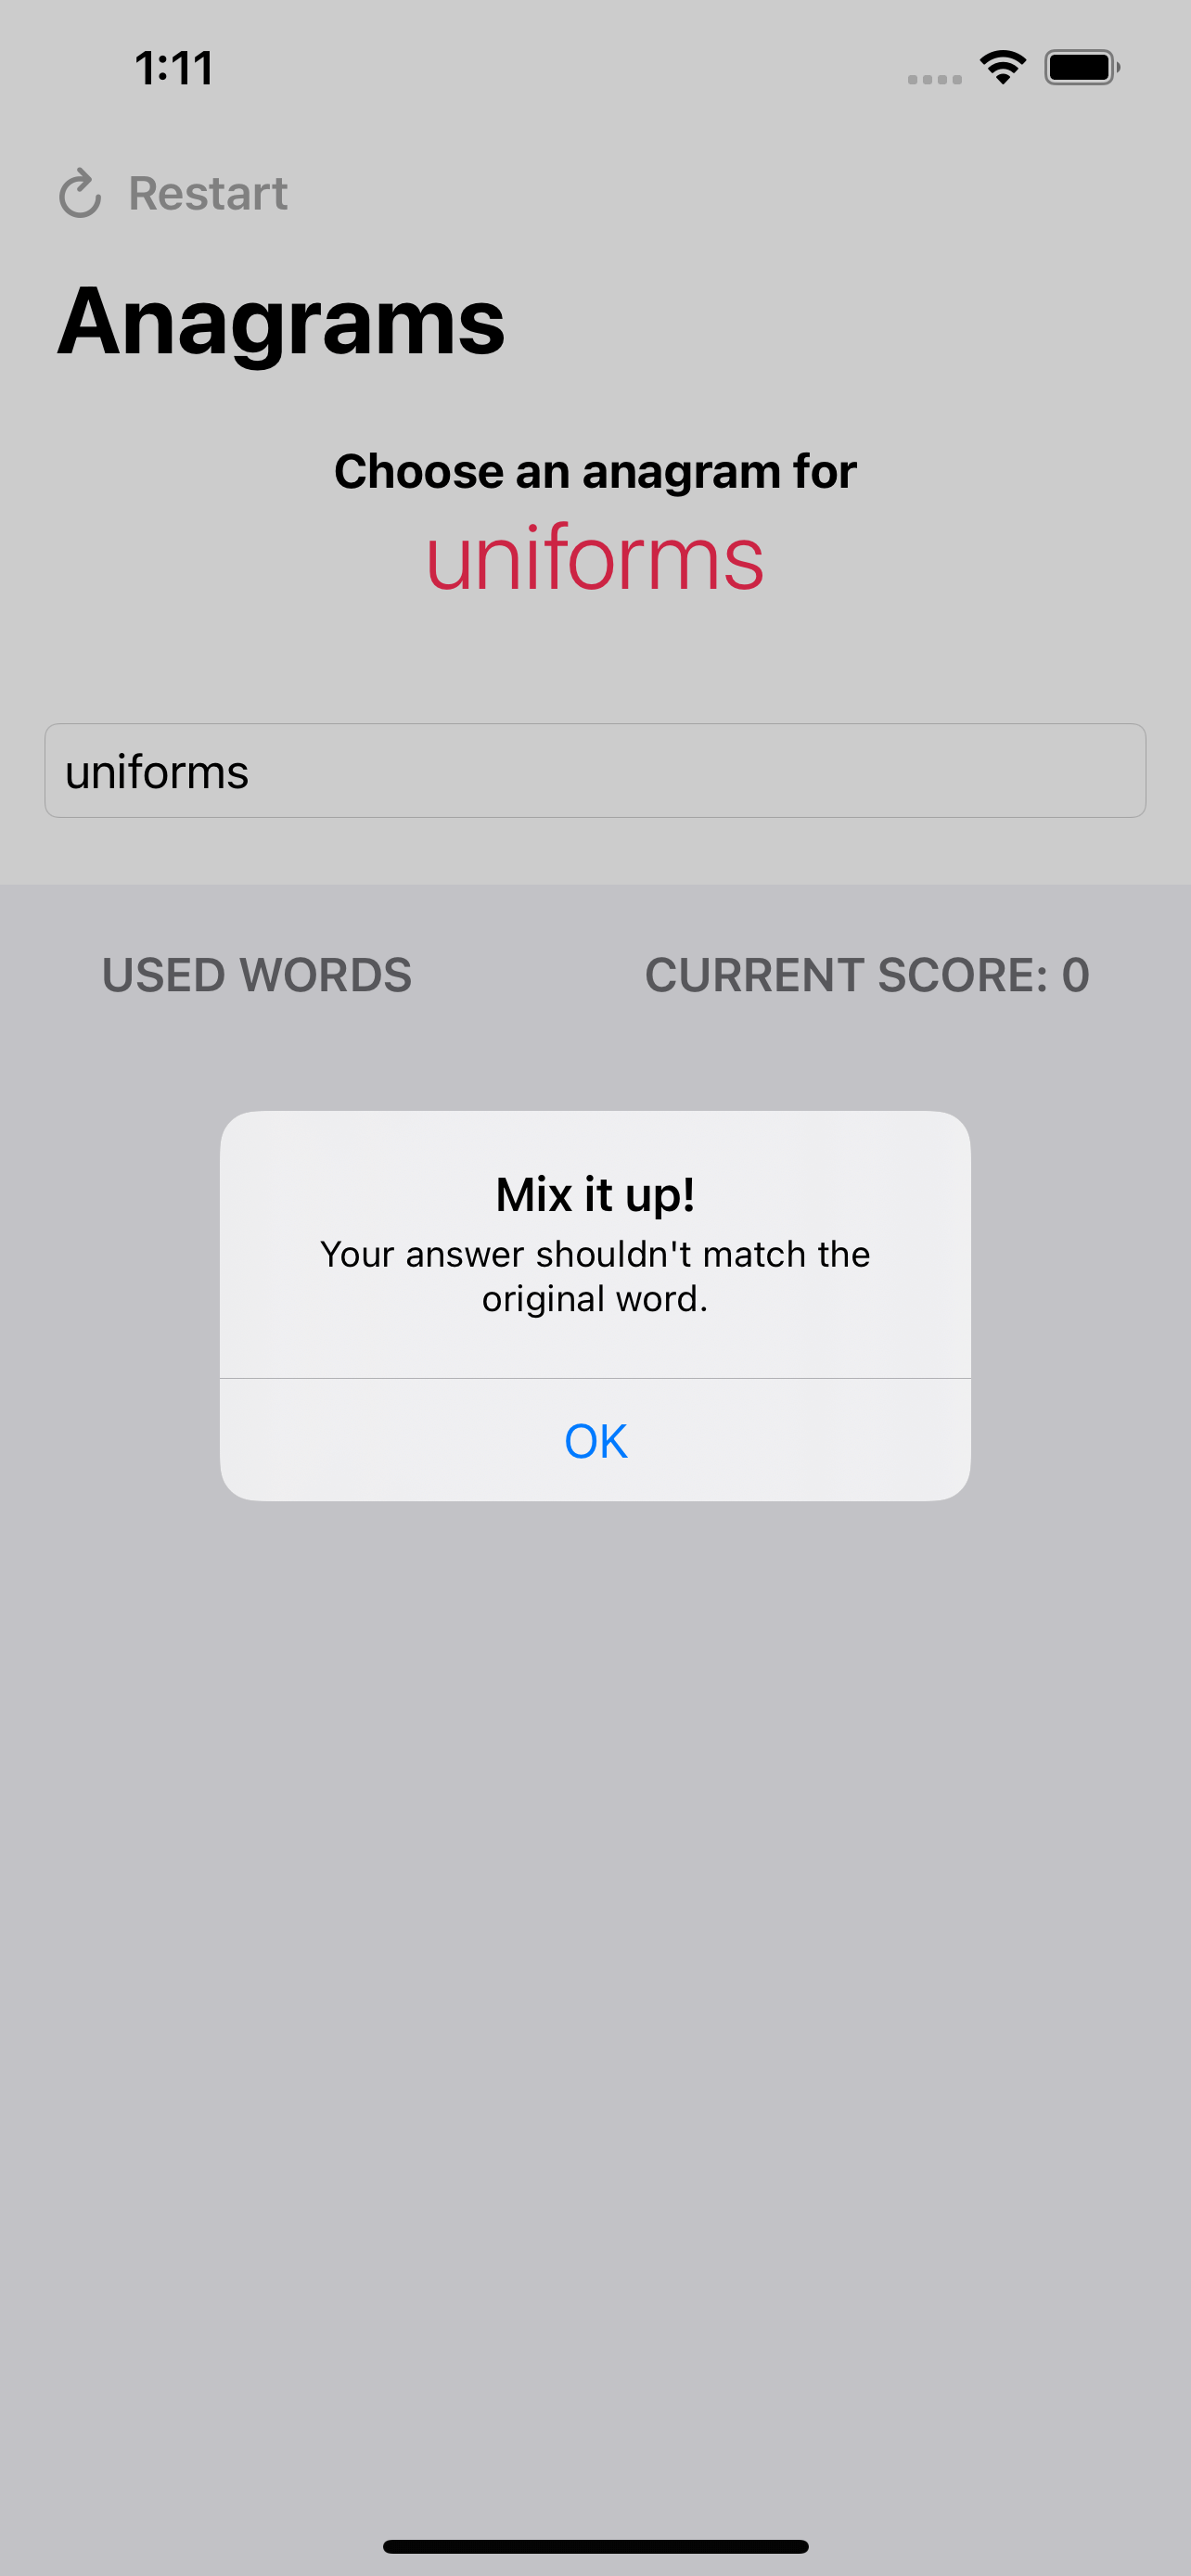 1:11
Restart
Anagrams
Choose an anagram for
uniforms
uniforms
USED WORDS
CURRENT SCORE: 0
Mix it up!
Your answer shouldn't match the
original word.
OK